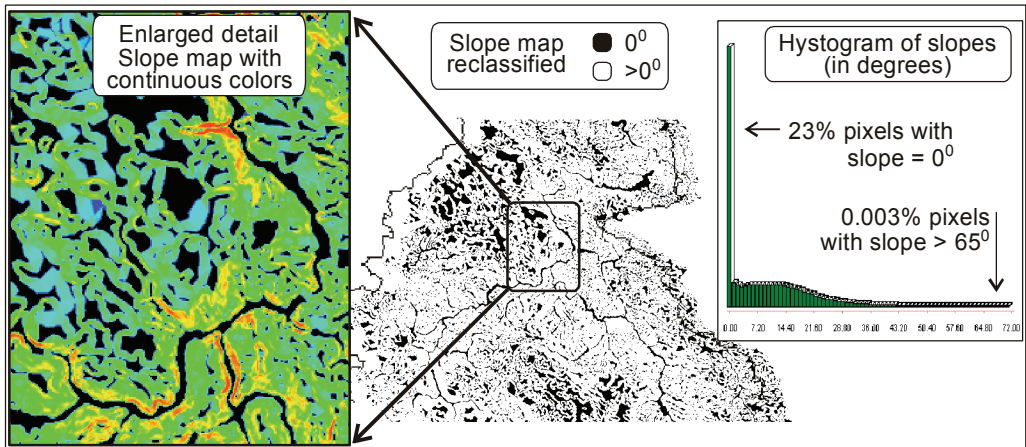 Enlarged detail
Slope map with
continuous colors
Slope map
reclassified
0⁰
>0⁰
Hystogram of slopes
(in degrees)
23% pixels with
slope = 0⁰
0.003% pixels
with slope > 65⁰
0.00 7.20 14.40 21.60 28.80 36.00 43.20 50.40 57.60 64.80 72.00